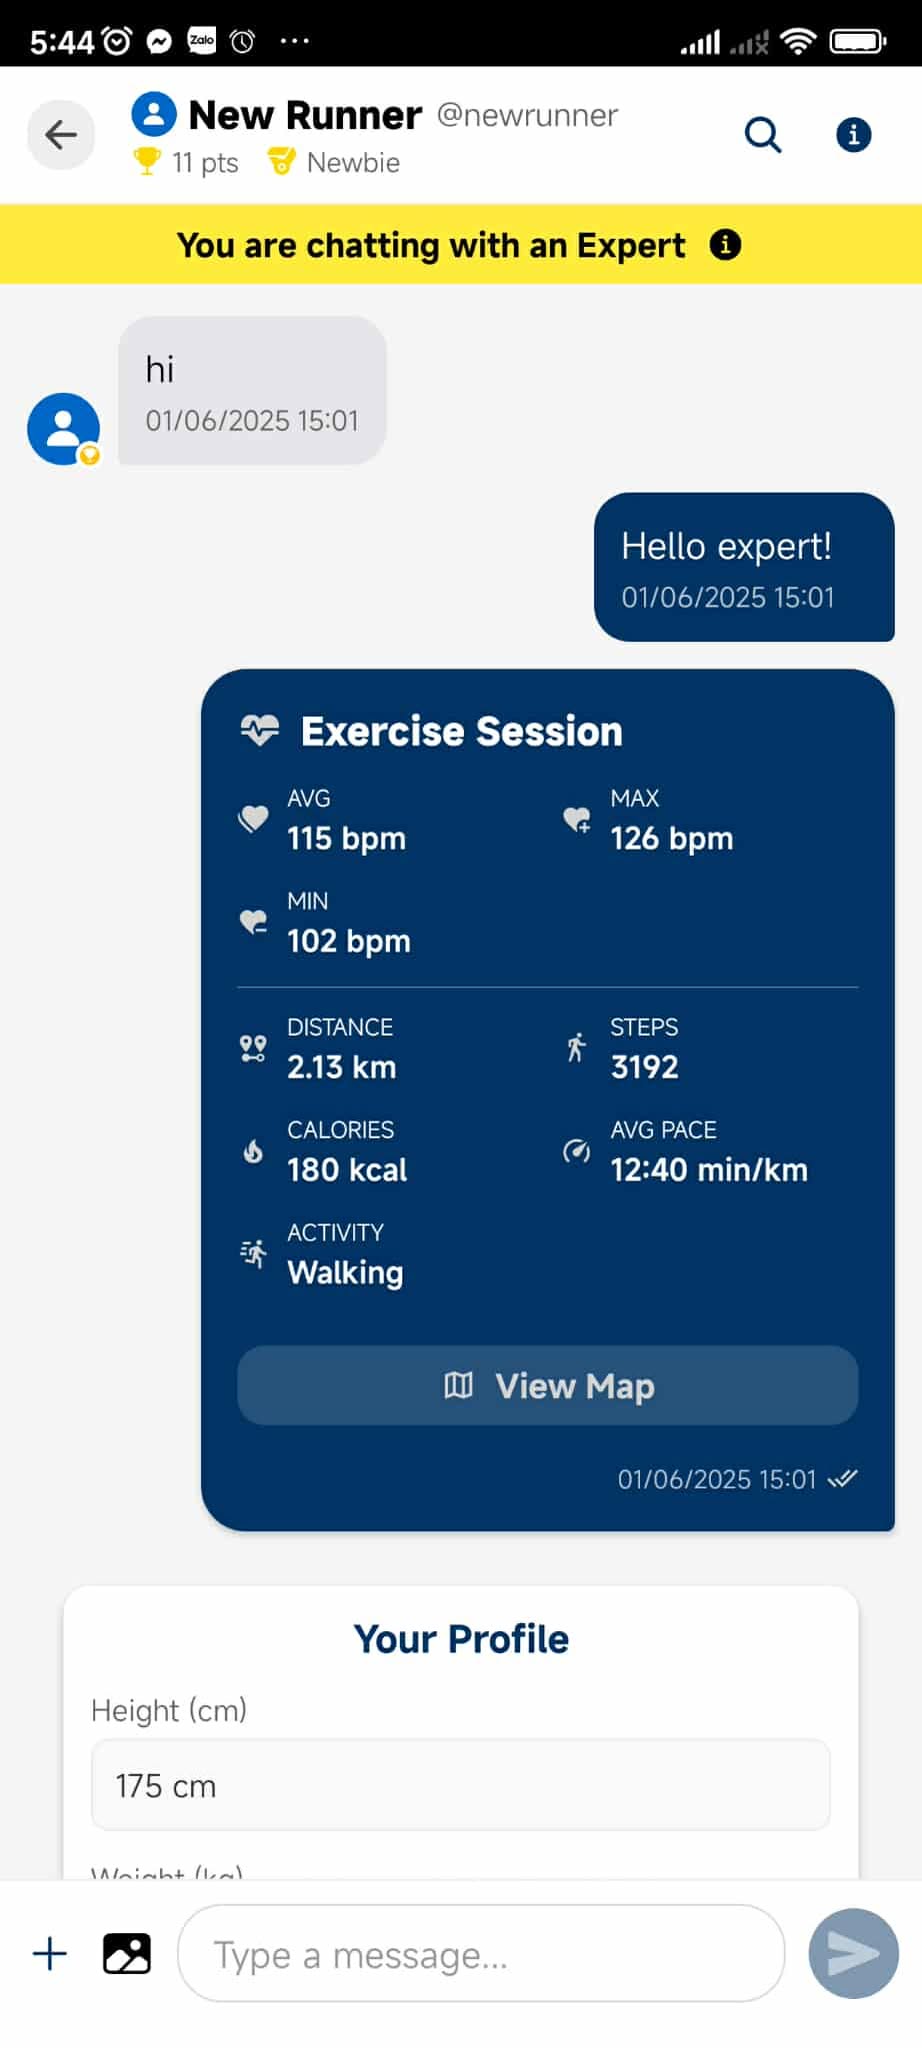 5:44 Zalo ...
New Runner @newrunner
11 pts Newbie
You are chatting with an Expert
hi
01/06/2025 15:01
Hello expert!
01/06/2025 15:01
Exercise Session
AVG MAX
115 bpm 126 bpm
MIN
102 bpm
DISTANCE STEPS
2.13 km 3192
CALORIES AVG PACE
180 kcal 12:40 min/km
ACTIVITY
Walking
View Map
01/06/2025 15:01
Your Profile
Height (cm)
175 cm
Weight (kg)
Type a message...